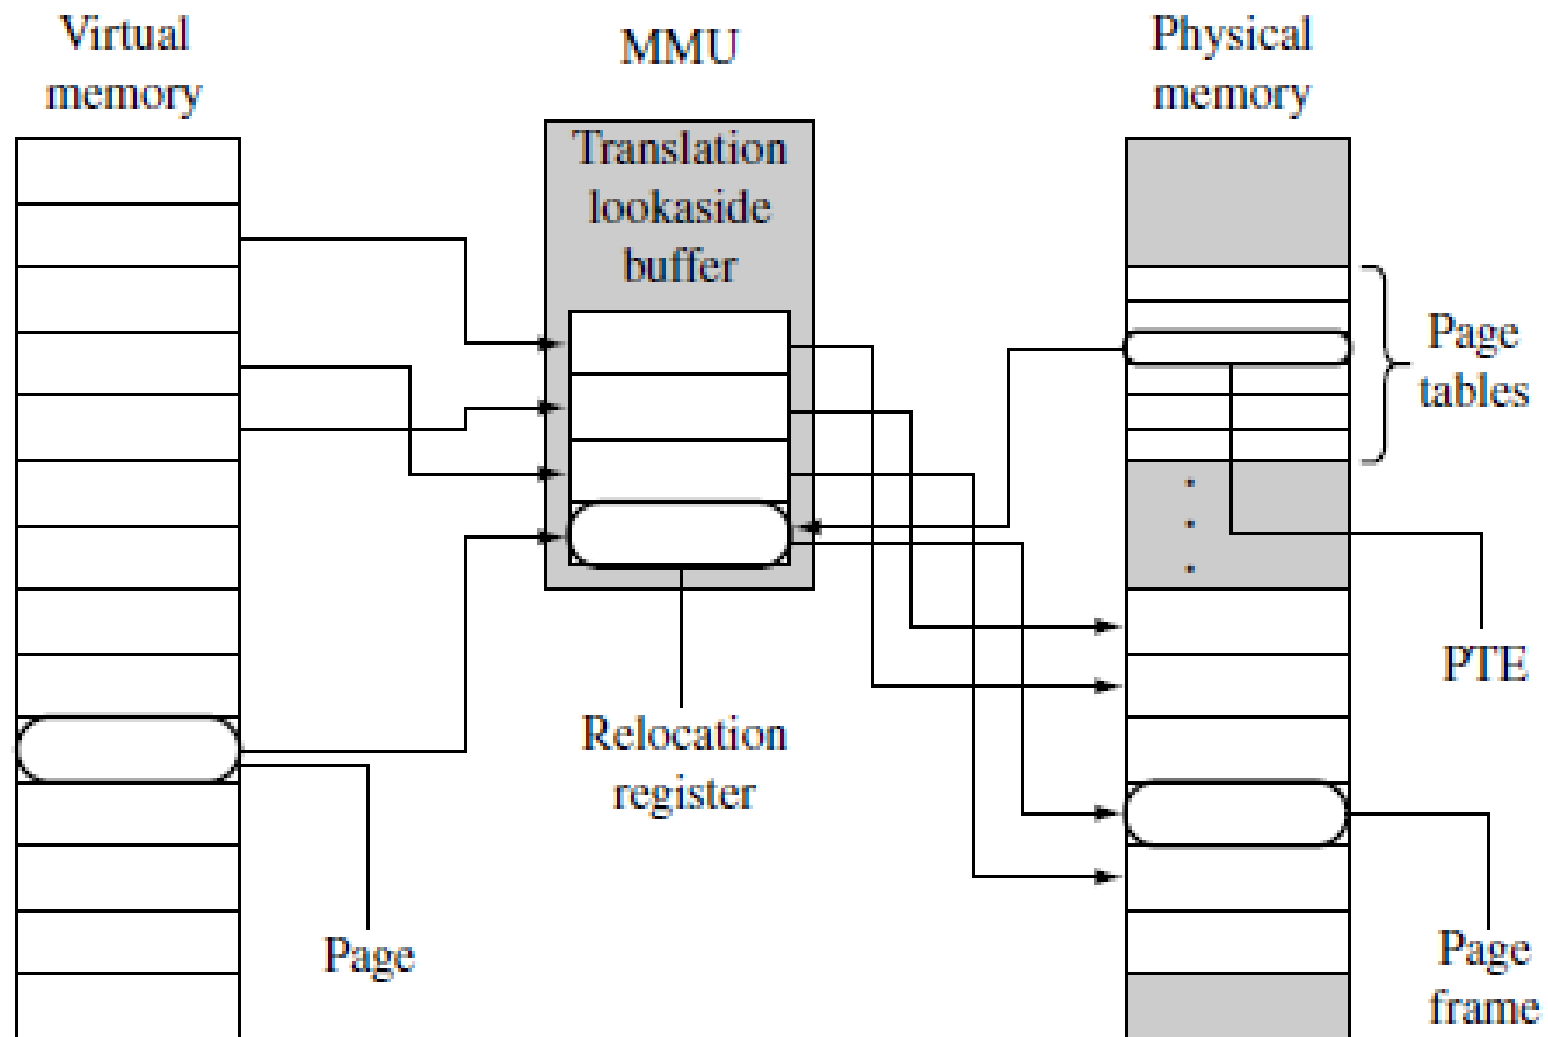 Virtual
memory
MMU
Physical
memory
Translation
lookaside
buffer
Page
tables
PTE
Relocation
register
Page
Page
frame